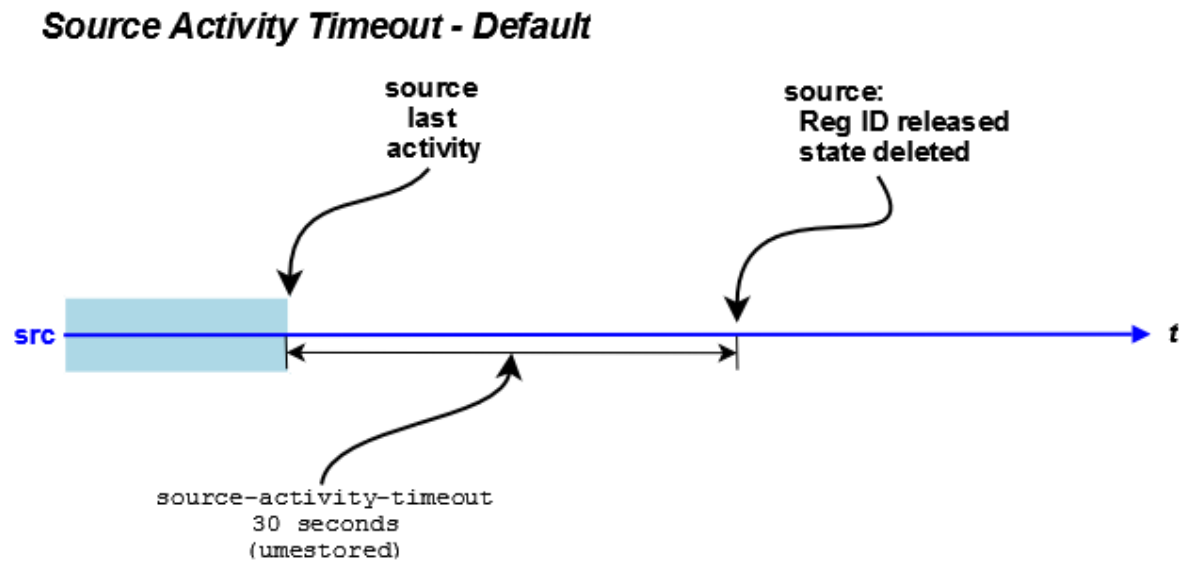 Source Activity Timeout - Default
source
last
activity
source:
Reg ID released
state deleted
src
t
source-activity-timeout
30 seconds
(umestored)